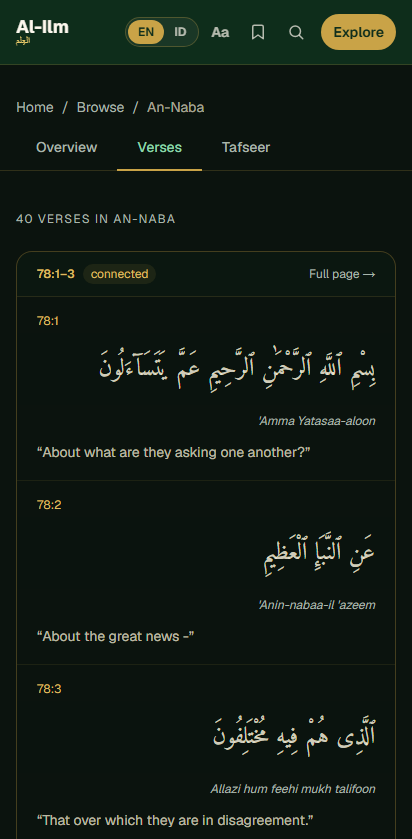 Al-Ilm
الْعِلْم
EN ID Aa Explore
Home / Browse / An-Naba
Overview Verses Tafseer
40 VERSES IN AN-NABA
78:1–3 connected Full page →
78:1
بِسْمِ ٱللَّهِ ٱلرَّحْمَٰنِ ٱلرَّحِيمِ عَمَّ يَتَسَآءَلُونَ
'Amma Yatasaa-aloon
“About what are they asking one another?”
78:2
عَنِ ٱلنَّبَإِ ٱلْعَظِيمِ
'Anin-nabaa-il 'azeem
“About the great news -”
78:3
ٱلَّذِى هُمْ فِيهِ مُخْتَلِفُونَ
Allazi hum feehi mukh talifoon
“That over which they are in disagreement.”